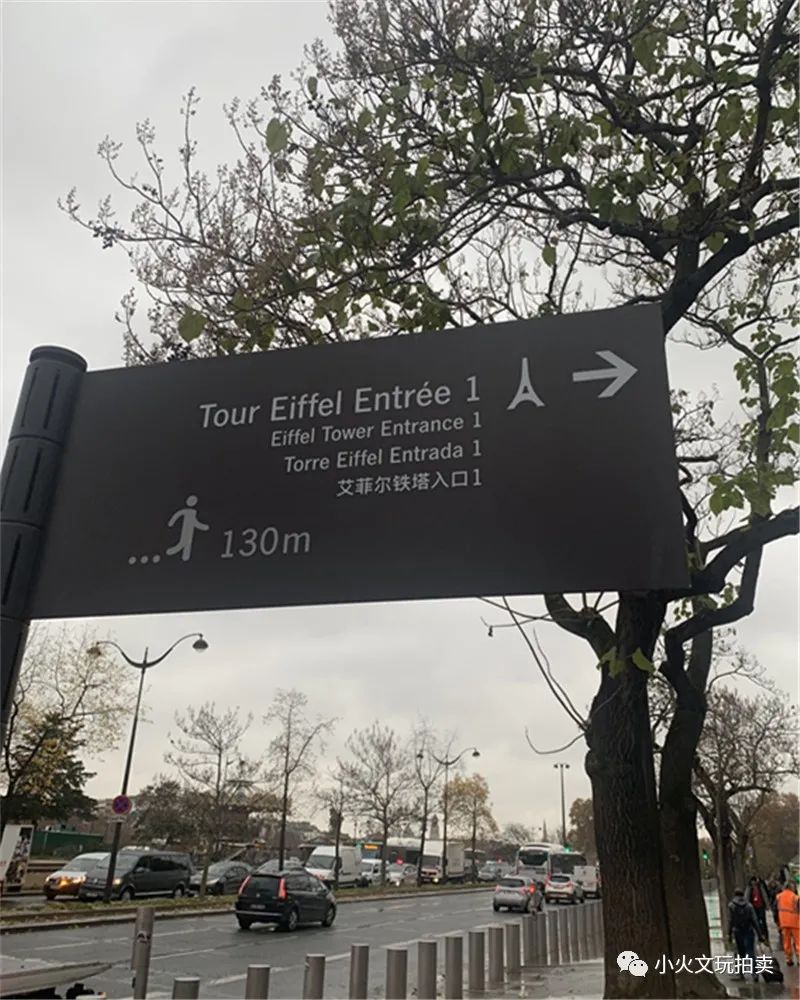 Tour Eiffel Entrée 1
Eiffel Tower Entrance 1
Torre Eiffel Entrada 1
艾菲尔铁塔入口1
130m
小火文玩拍卖